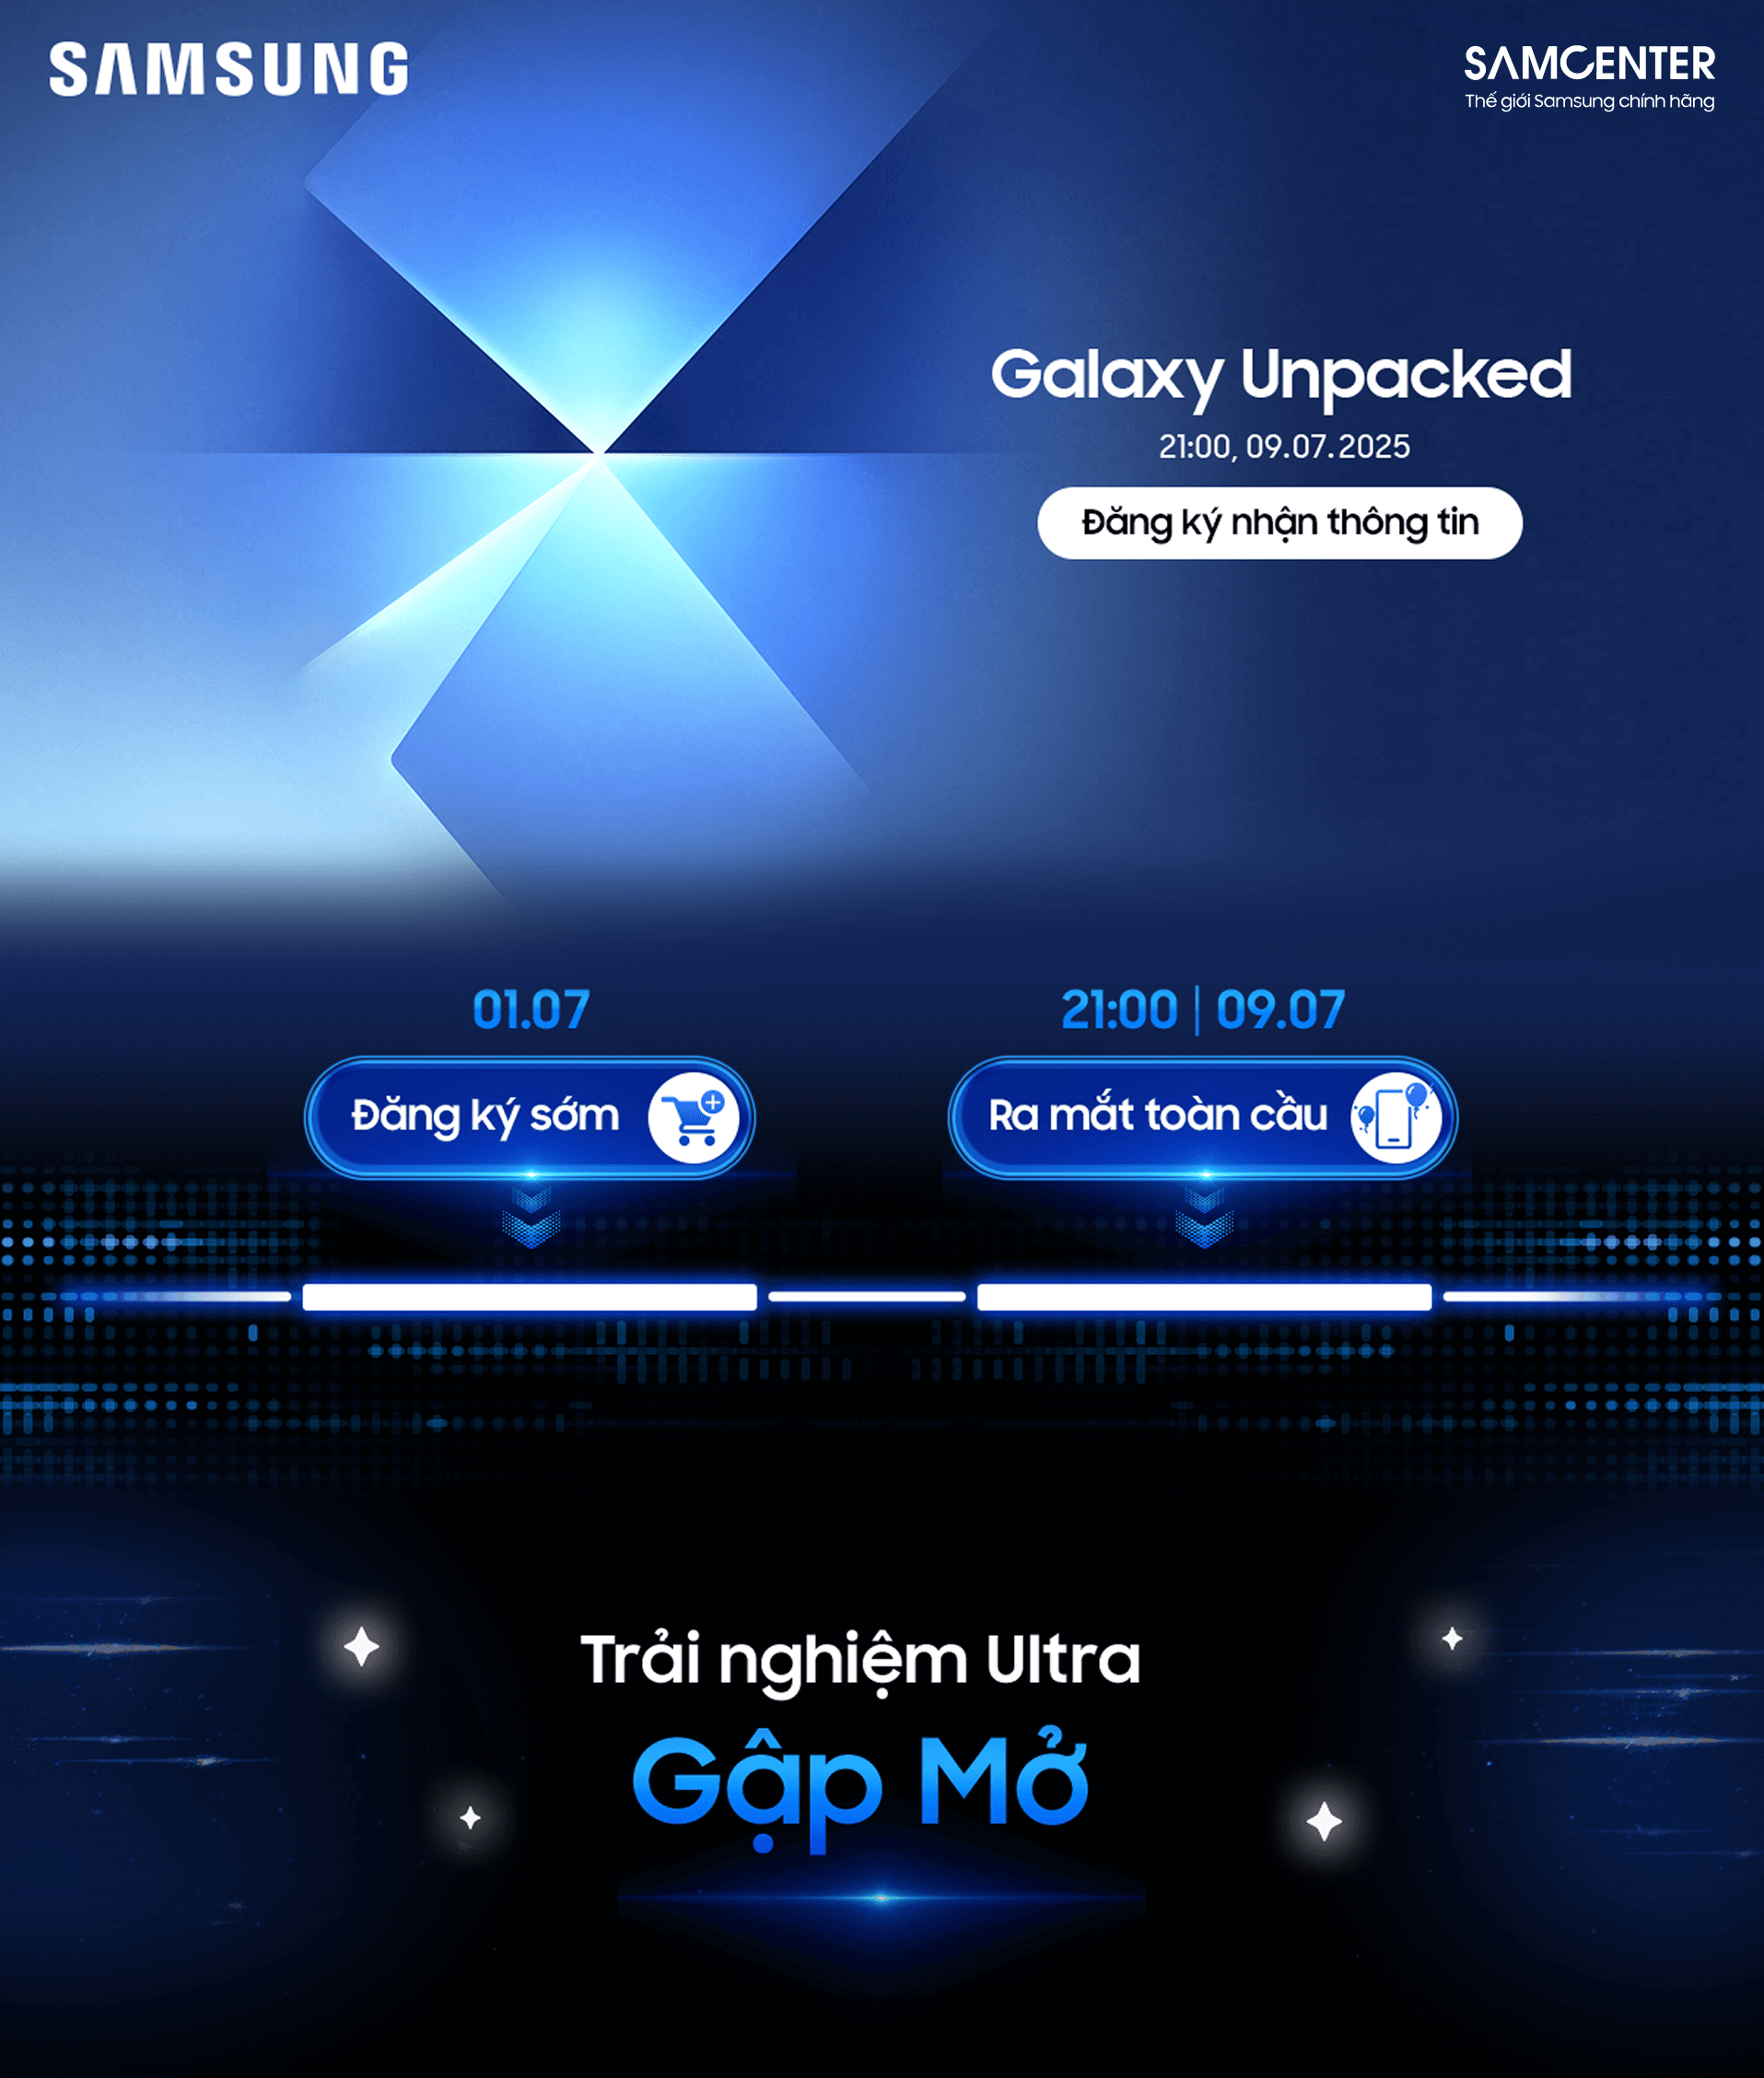 SAMSUNG
SAMCENTER
Thế giới Samsung chính hãng
Galaxy Unpacked
21:00, 09.07.2025
Đăng ký nhận thông tin
01.07
21:00 | 09.07
Đăng ký sớm
Ra mắt toàn cầu
Trải nghiệm Ultra
Gập Mở